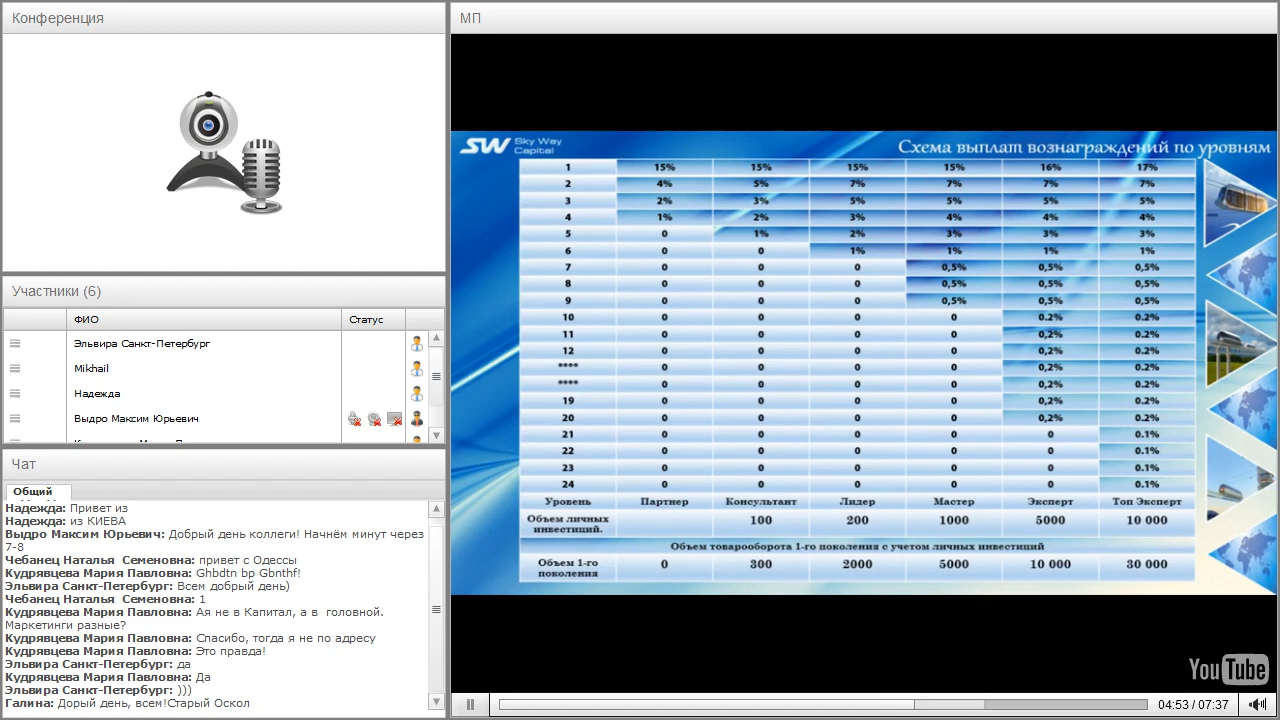 Конференция
Участники (6)
ФИО Статус
Эльвира Санкт-Петербург
Mikhail
Надежда
Выдро Максим Юрьевич
Чат
Общий
Надежда: Привет из
Надежда: из КИЕВА
Выдро Максим Юрьевич: Добрый день коллеги! Начнём минут через
7-8
Чебанец Наталья Семеновна: привет с Одессы
Кудрявцева Мария Павловна: Ghbdtn bp Gbnthf!
Эльвира Санкт-Петербург: Всем добрый день)
Чебанец Наталья Семеновна: 1
Кудрявцева Мария Павловна: Ая не в Капитал, а в головной.
Маркетинги разные?
Кудрявцева Мария Павловна: Спасибо, тогда я не по адресу
Кудрявцева Мария Павловна: Это правда!
Эльвира Санкт-Петербург: да
Кудрявцева Мария Павловна: Да
Эльвира Санкт-Петербург: )))
Галина: Дорый день, всем!Старый Оскол
МП
SW Sky Way
Capital
Схема выплат вознаграждений по уровням
1 15% 15% 15% 15% 16% 17%
2 4% 5% 7% 7% 7% 7%
3 2% 3% 5% 5% 5% 5%
4 1% 2% 3% 4% 4% 4%
5 0 1% 2% 3% 3% 3%
6 0 0 1% 1% 1% 1%
7 0 0 0 0,5% 0,5% 0,5%
8 0 0 0 0,5% 0,5% 0,5%
9 0 0 0 0,5% 0,5% 0,5%
10 0 0 0 0 0.2% 0.2%
11 0 0 0 0 0,2% 0.2%
12 0 0 0 0 0,2% 0.2%
**** 0 0 0 0 0,2% 0.2%
**** 0 0 0 0 0,2% 0.2%
19 0 0 0 0 0,2% 0.2%
20 0 0 0 0 0,2% 0.2%
21 0 0 0 0 0 0.1%
22 0 0 0 0 0 0.1%
23 0 0 0 0 0 0.1%
24 0 0 0 0 0 0.1%
Уровень Партнер Консультант Лидер Мастер Эксперт Топ Эксперт
Объем личных
инвестиций. 100 200 1000 5000 10 000
Объем товарооборота 1-го поколения с учетом личных инвестиций
Объем 1-го
поколения 0 300 2000 5000 10 000 30 000
YouTube
04:53 / 07:37